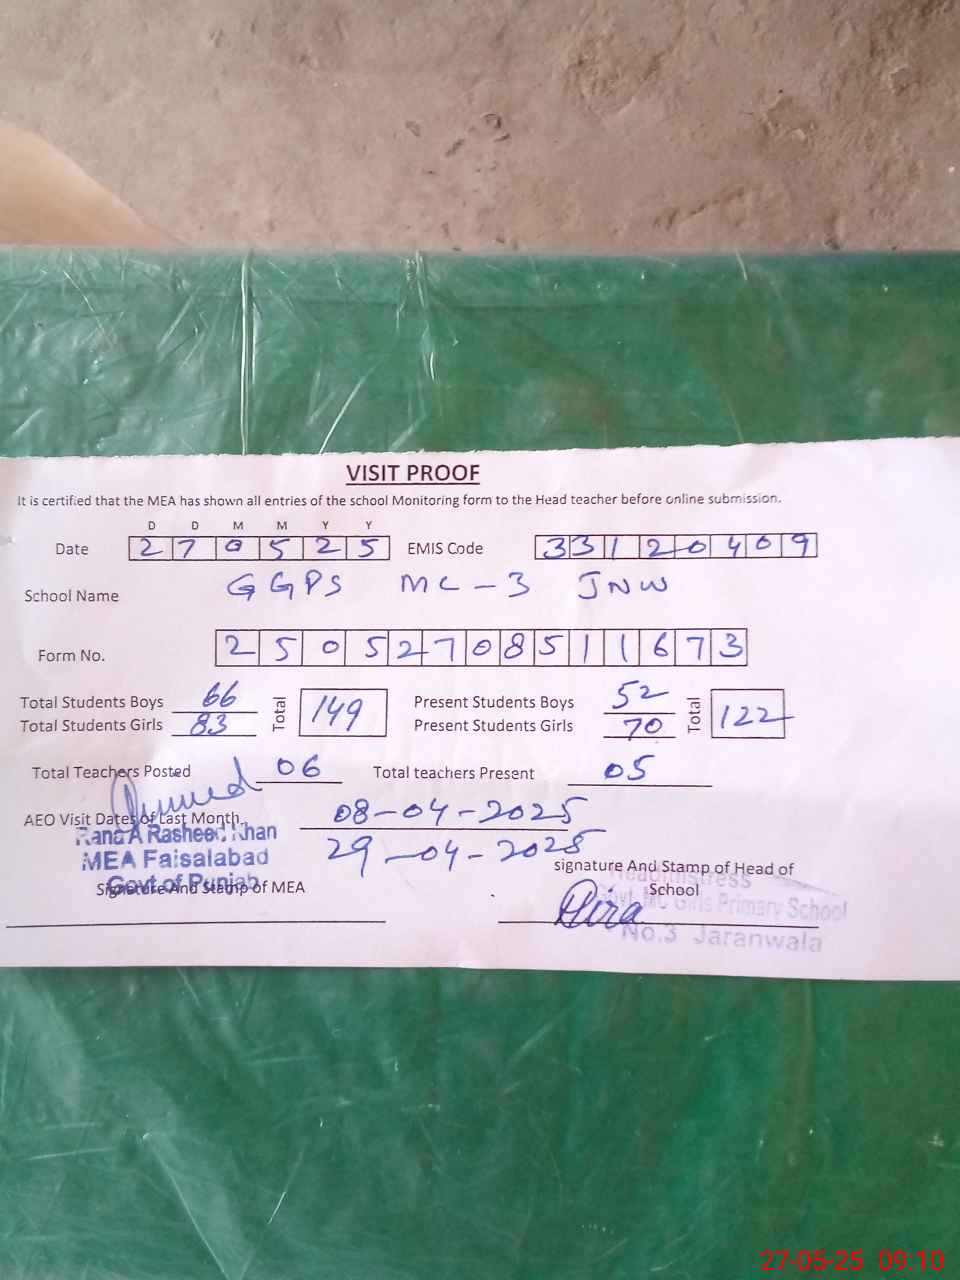 VISIT PROOF
It is certified that the MEA has shown all entries of the school Monitoring form to the Head teacher before online submission.
D D M M Y Y
Date 2 7 0 5 2 5 EMIS Code 3 3 1 2 0 4 0 9
School Name GGPS MC-3 JNW
Form No. 2 5 0 5 2 7 0 8 5 1 1 6 7 3
Total Students Boys 66 Total 149 Present Students Boys 52 Total 122
Total Students Girls 83 Present Students Girls 70
Total Teachers Posted 06 Total teachers Present 05
AEO Visit Dates of Last Month 08-04-2025
29-04-2025
Rana A Rasheed Khan
MEA Faisalabad
Govt of Punjab
Signature And Stamp of MEA
signature And Stamp of Head of
School
Headmistress
Govt. MC Girls Primary School
No.3 Jaranwala
Hira
27-05-25 09:10